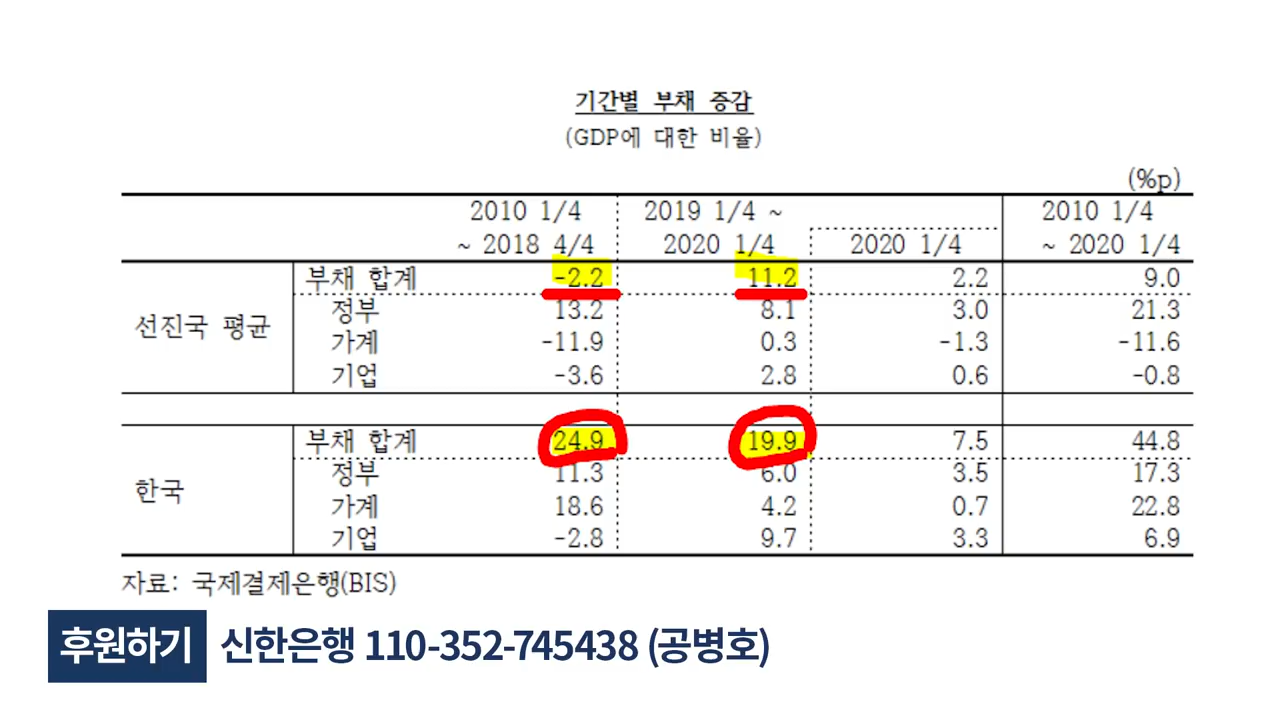 기간별 부채 증감
(GDP에 대한 비율)
(%p)
2010 1/4 2019 1/4 ~ 2010 1/4
~ 2018 4/4 2020 1/4 2020 1/4 ~ 2020 1/4
부채 합계 -2.2 11.2 2.2 9.0
정부 13.2 8.1 3.0 21.3
선진국 평균
가계 -11.9 0.3 -1.3 -11.6
기업 -3.6 2.8 0.6 -0.8
부채 합계 24.9 19.9 7.5 44.8
정부 11.3 6.0 3.5 17.3
한국
가계 18.6 4.2 0.7 22.8
기업 -2.8 9.7 3.3 6.9
자료: 국제결제은행(BIS)
후원하기 신한은행 110-352-745438 (공병호)